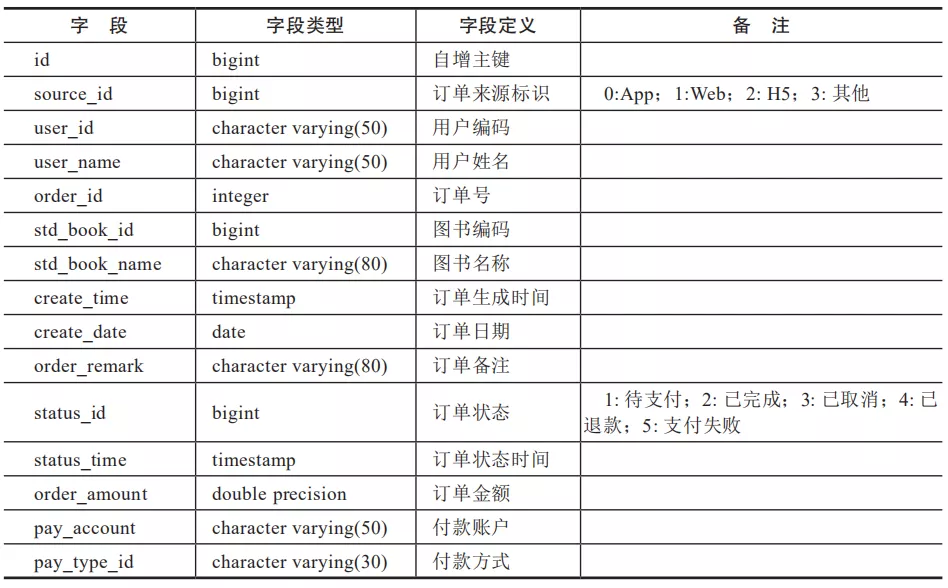 字 段 字段类型 字段定义 备 注
id bigint 自增主键
source_id bigint 订单来源标识 0:App；1:Web；2: H5；3: 其他
user_id character varying(50) 用户编码
user_name character varying(50) 用户姓名
order_id integer 订单号
std_book_id bigint 图书编码
std_book_name character varying(80) 图书名称
create_time timestamp 订单生成时间
create_date date 订单日期
order_remark character varying(80) 订单备注
status_id bigint 订单状态 1: 待支付；2: 已完成；3: 已取消；4: 已
退款；5: 支付失败
status_time timestamp 订单状态时间
order_amount double precision 订单金额
pay_account character varying(50) 付款账户
pay_type_id character varying(30) 付款方式